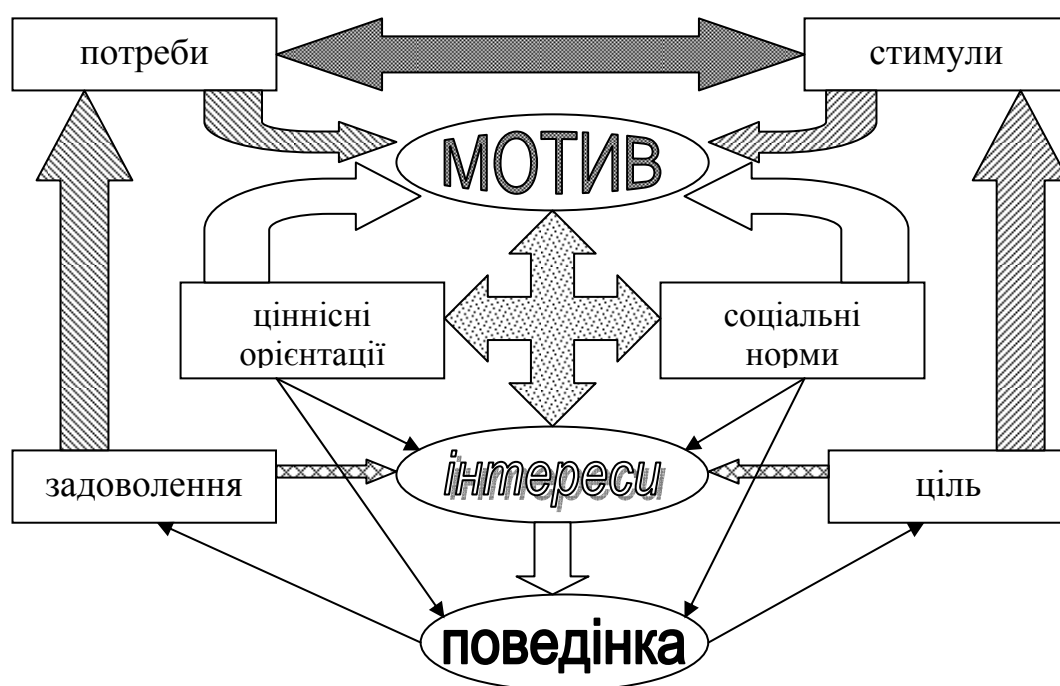 потреби
стимули
МОТИВ
ціннісні
орієнтації
соціальні
норми
задоволення
інтереси
ціль
поведінка